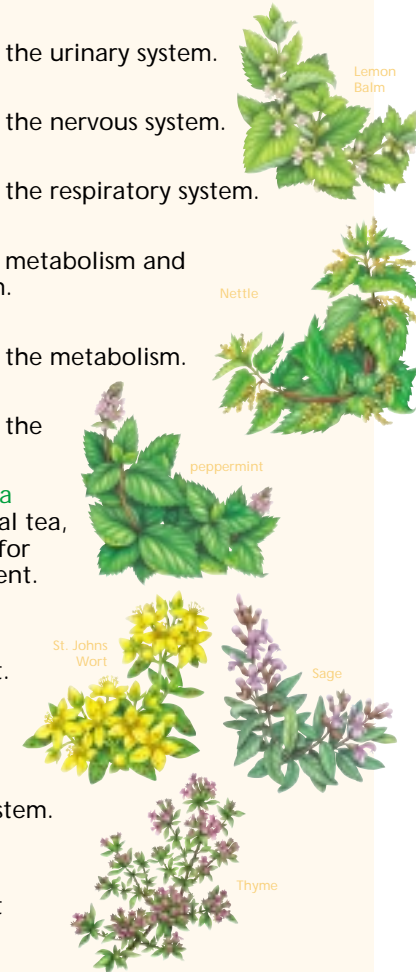 the urinary system.
Lemon
Balm
the nervous system.
the respiratory system.
metabolism and
n.
Nettle
the metabolism.
the
peppermint
a
al tea,
for
ent.
St. Johns
Wort
t.
Sage
stem.
Thyme
t